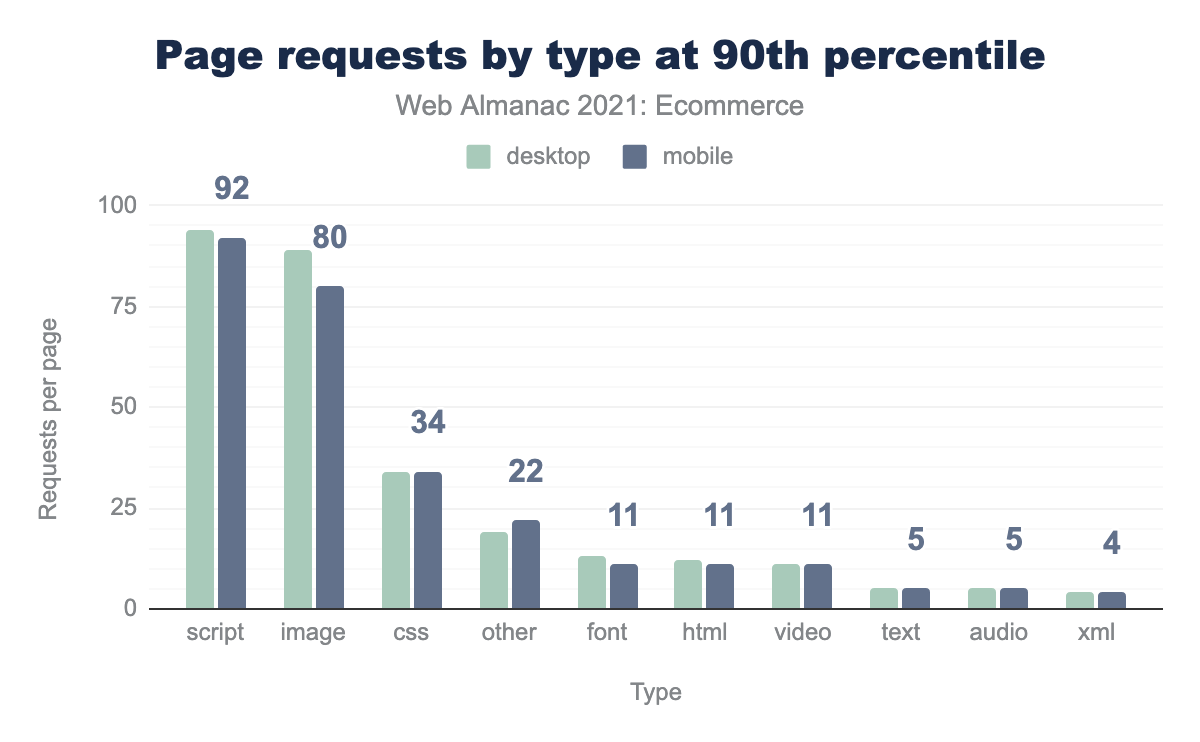 Page requests by type at 90th percentile
Web Almanac 2021: Ecommerce
desktop mobile
92
100
80
75
50
34
22
25
11 11 11
5 5 4
0
script image css other font html video text audio xml
Requests per page
Type